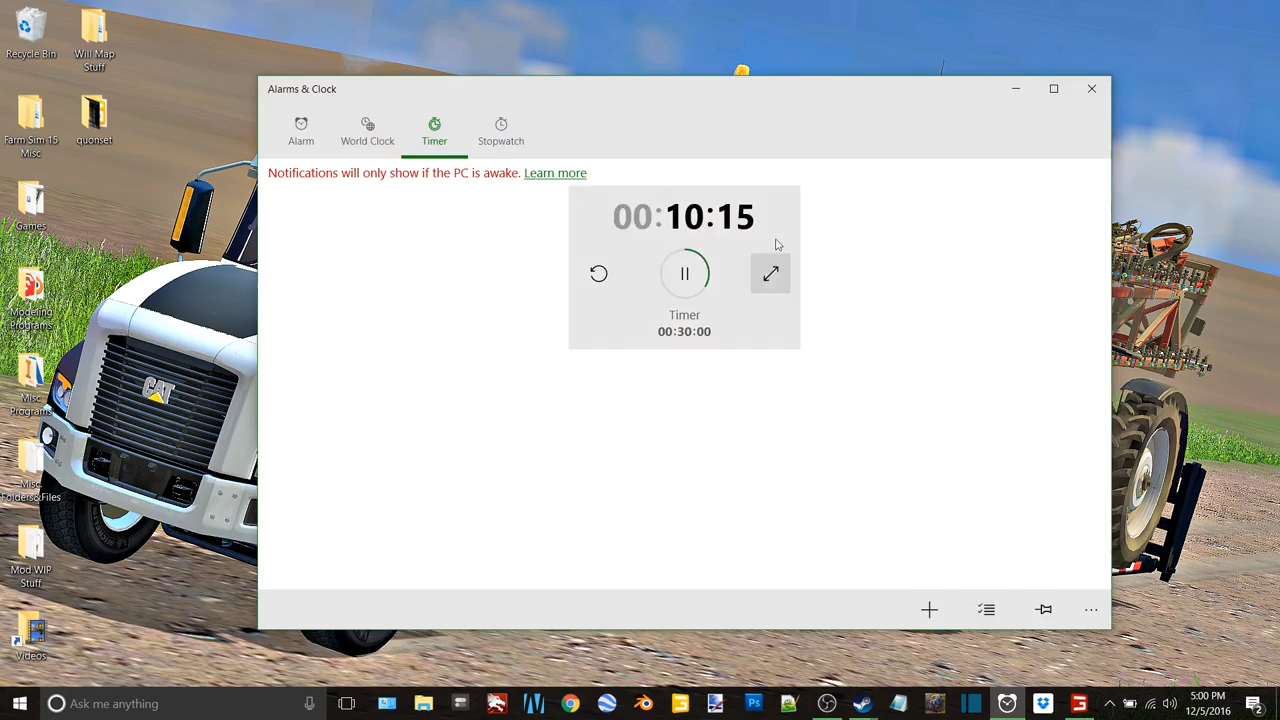 Recycle Bin
Will Map
Stuff
Farm Sim 15
Misc
quonset
Games
Modeling
Programs
Misc
Programs
Misc
Folders&Files
Mod WIP
Stuff
Videos
CAT
Alarms & Clock
Alarm
World Clock
Timer
Stopwatch
Notifications will only show if the PC is awake. Learn more
00:10:15
Timer
00:30:00
Ask me anything
Ps
5:00 PM
12/5/2016
2